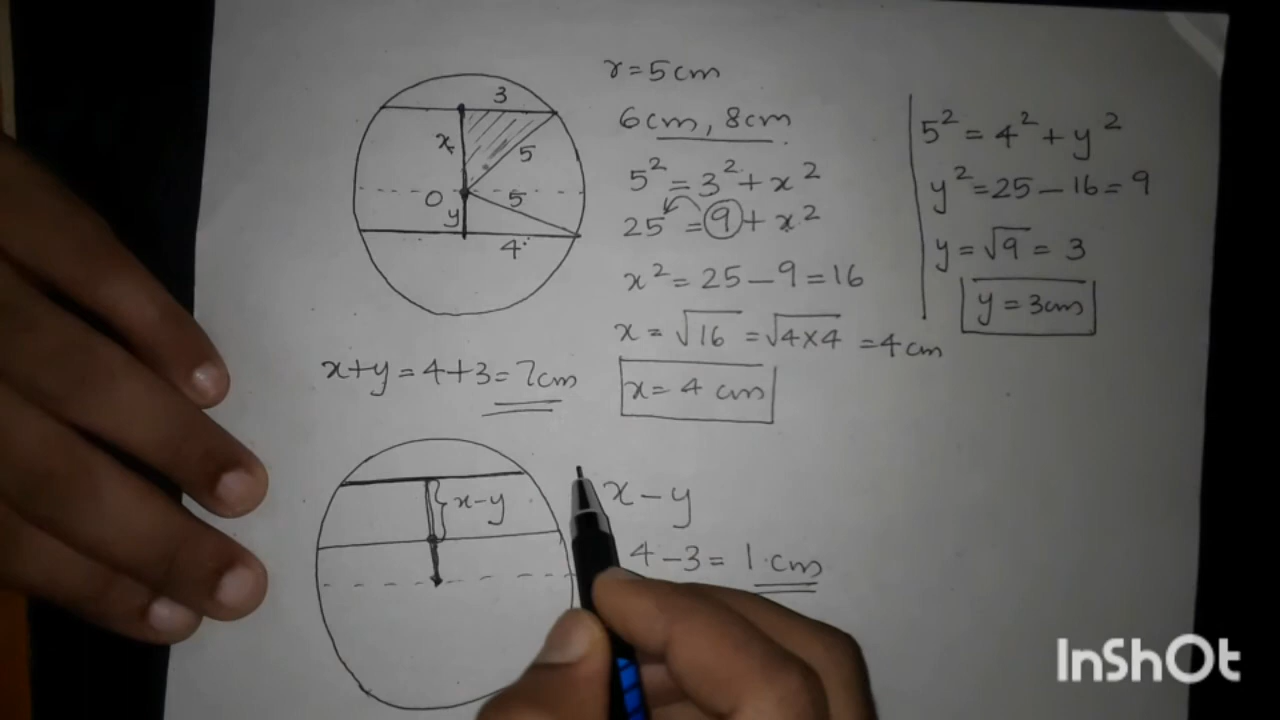 r = 5cm
6cm, 8cm
3
x
5
O
5
y
4
5² = 3² + x²
25 = 9 + x²
x² = 25 – 9 = 16
x = √16 = √4×4 = 4 cm
x = 4 cm
5² = 4² + y²
y² = 25 – 16 = 9
y = √9 = 3
y = 3cm
x+y = 4+3 = 7cm
x–y
x – y
4 – 3 = 1 cm
InShOt